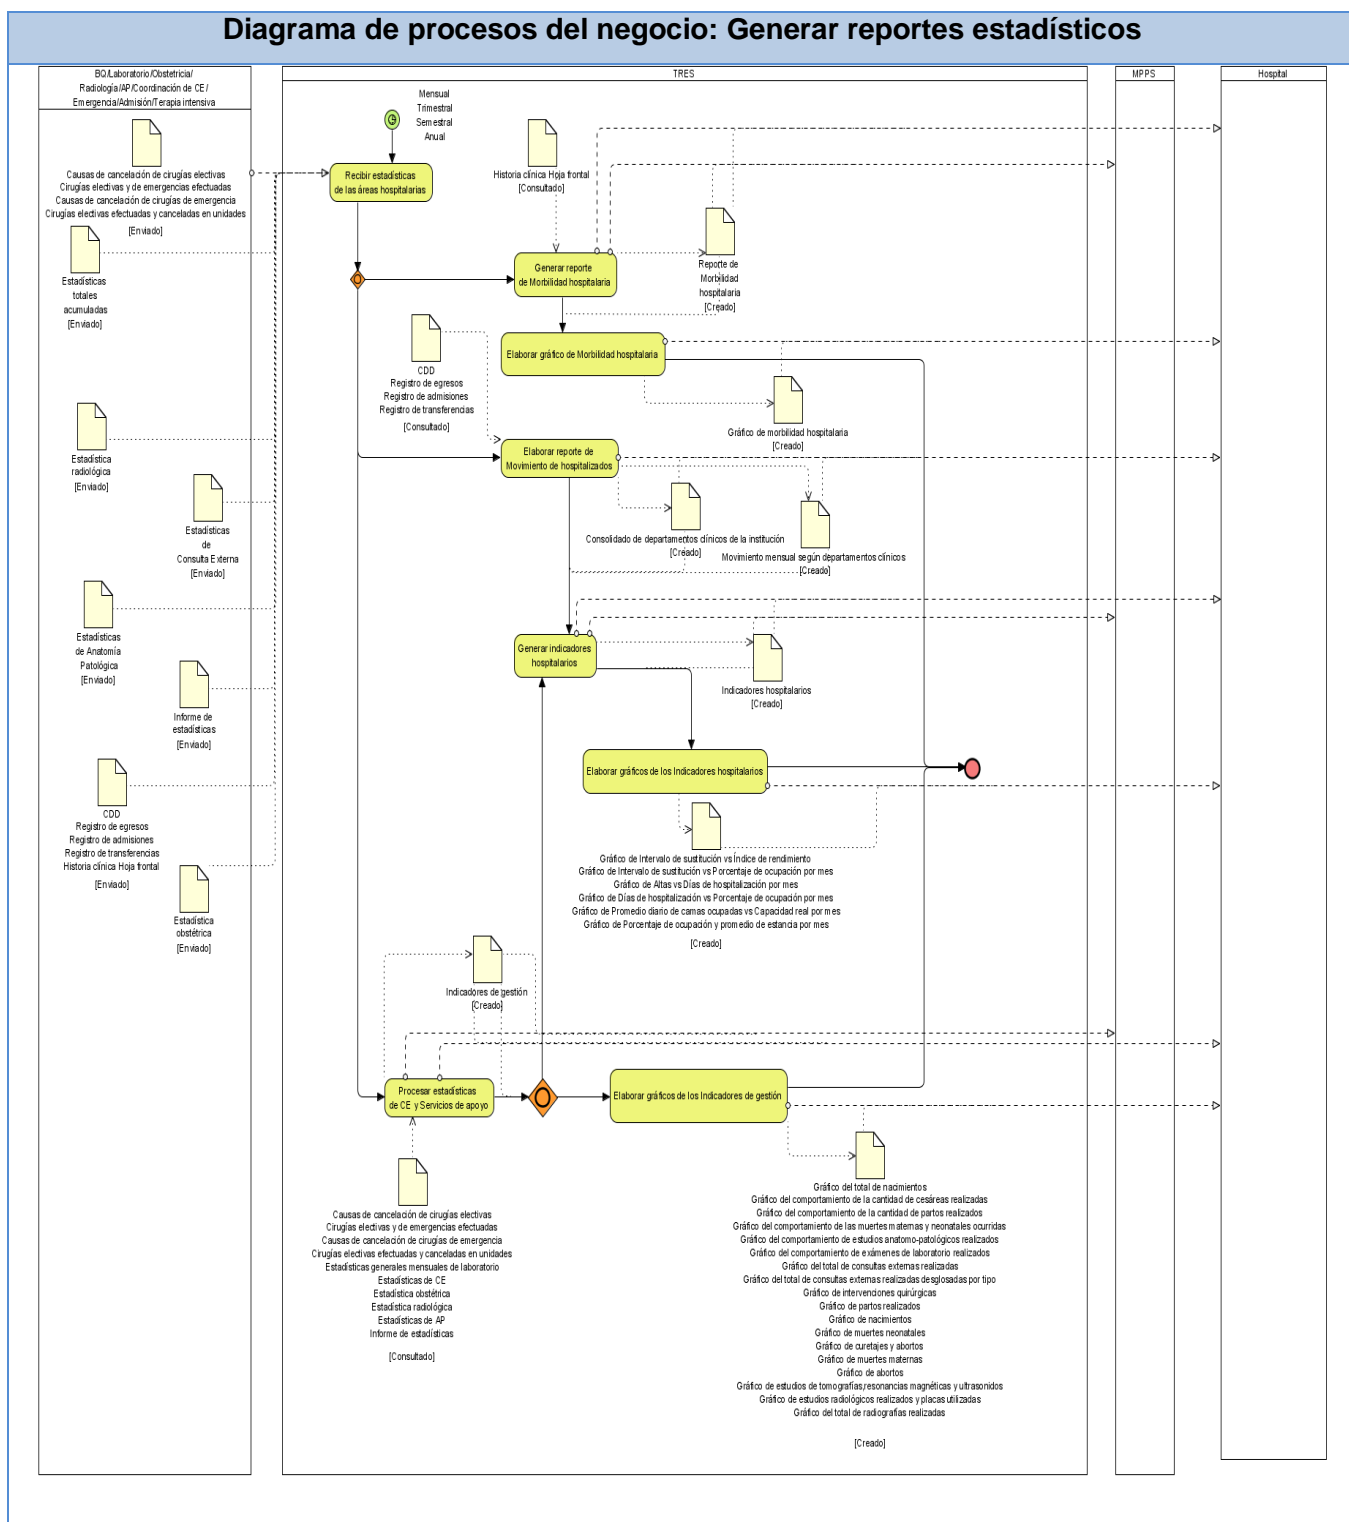 Diagrama de procesos del negocio: Generar reportes estadísticos
BQ/Laboratorio/Obstetricia/
Radiología/AP/Coordinación de CE/
Emergencia/Admisión/Terapia intensiva
TRES
MPPS
Hospital
Causas de cancelación de cirugías electivas
Cirugías electivas y de emergencias efectuadas
Causas de cancelación de cirugías de emergencia
Cirugías electivas efectuadas y canceladas en unidades
[Enviado]
Estadísticas
totales
acumuladas
[Enviado]
Estadística
radiológica
[Enviado]
Estadísticas
de
Consulta Externa
[Enviado]
Estadísticas
de Anatomía
Patológica
[Enviado]
Informe de
estadísticas
[Enviado]
CDD
Registro de egresos
Registro de admisiones
Registro de transferencias
Historia clínica Hoja frontal
[Enviado]
Estadística
obstétrica
[Enviado]
Mensual
Trimestral
Semestral
Anual
Recibir estadísticas
de las áreas hospitalarias
Historia clínica Hoja frontal
[Consultado]
Generar reporte
de Morbilidad hospitalaria
Reporte de
Morbilidad
hospitalaria
[Creado]
Elaborar gráfico de Morbilidad hospitalaria
CDD
Registro de egresos
Registro de admisiones
Registro de transferencias
[Consultado]
Gráfico de morbilidad hospitalaria
[Creado]
Elaborar reporte de
Movimiento de hospitalizados
Consolidado de departamentos clínicos de la institución
[Creado]
Movimiento mensual según departamentos clínicos
[Creado]
Generar indicadores
hospitalarios
Indicadores hospitalarios
[Creado]
Elaborar gráficos de los Indicadores hospitalarios
Gráfico de Intervalo de sustitución vs Índice de rendimiento
Gráfico de Intervalo de sustitución vs Porcentaje de ocupación por mes
Gráfico de Altas vs Días de hospitalización por mes
Gráfico de Días de hospitalización vs Porcentaje de ocupación por mes
Gráfico de Promedio diario de camas ocupadas vs Capacidad real por mes
Gráfico de Porcentaje de ocupación y promedio de estancia por mes
[Creado]
Indicadores de gestión
[Creado]
Procesar estadísticas
de CE y Servicios de apoyo
Elaborar gráficos de los Indicadores de gestión
Causas de cancelación de cirugías electivas
Cirugías electivas y de emergencias efectuadas
Causas de cancelación de cirugías de emergencia
Cirugías electivas efectuadas y canceladas en unidades
Estadísticas generales mensuales de laboratorio
Estadísticas de CE
Estadística obstétrica
Estadística radiológica
Estadísticas de AP
Informe de estadísticas
[Consultado]
Gráfico del total de nacimientos
Gráfico del comportamiento de la cantidad de cesáreas realizadas
Gráfico del comportamiento de la cantidad de partos realizados
Gráfico del comportamiento de las muertes maternas y neonatales ocurridas
Gráfico del comportamiento de estudios anatomo-patológicos realizados
Gráfico del comportamiento de exámenes de laboratorio realizados
Gráfico del total de consultas externas realizadas
Gráfico del total de consultas externas realizadas desglosadas por tipo
Gráfico de intervenciones quirúrgicas
Gráfico de partos realizados
Gráfico de nacimientos
Gráfico de muertes neonatales
Gráfico de curetajes y abortos
Gráfico de muertes maternas
Gráfico de abortos
Gráfico de estudios de tomografías,resonancias magnéticas y ultrasonidos
Gráfico de estudios radiológicos realizados y placas utilizadas
Gráfico del total de radiografías realizadas
[Creado]